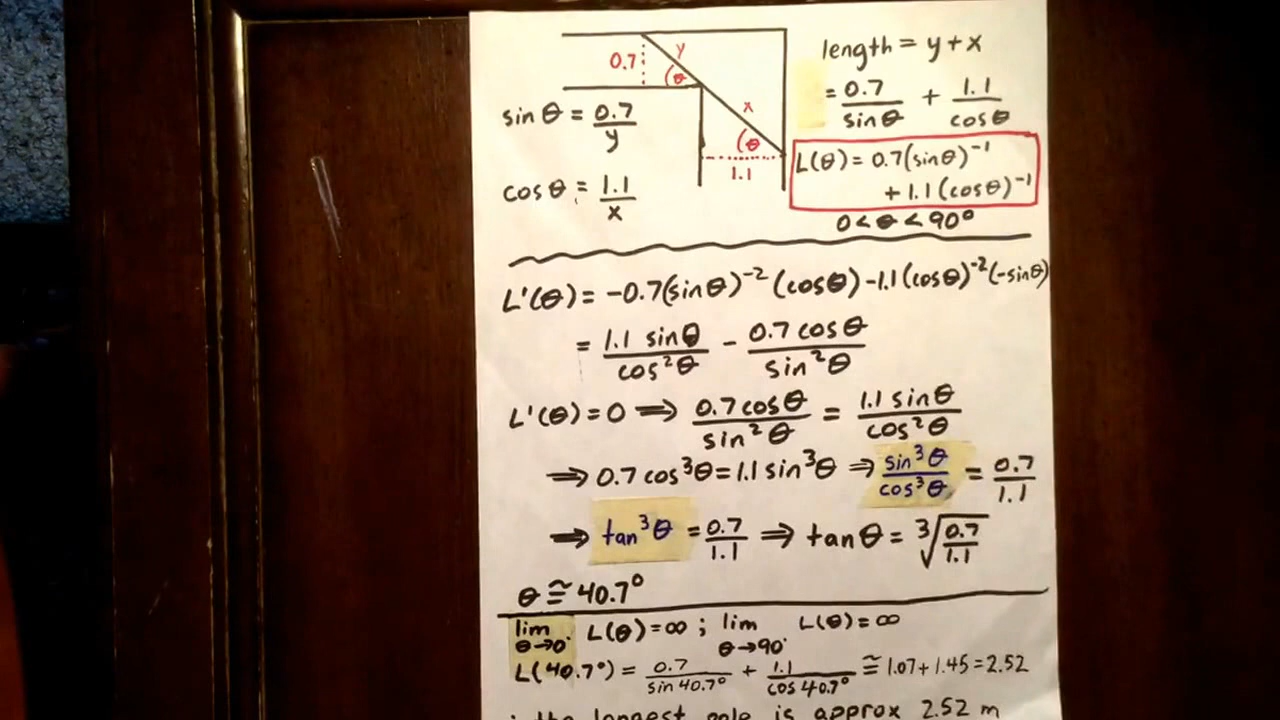 0.7
y
(θ
x
(θ
1.1
sin θ = 0.7/y
cos θ = 1.1/x
length = y + x
= 0.7/sinθ + 1.1/cosθ
L(θ) = 0.7(sinθ)⁻¹
+ 1.1(cosθ)⁻¹
0 < θ < 90°
L'(θ) = -0.7(sinθ)⁻²(cosθ) - 1.1(cosθ)⁻²(-sinθ)
= 1.1 sinθ/cos²θ - 0.7 cosθ/sin²θ
L'(θ) = 0 ⟹ 0.7cosθ/sin²θ = 1.1 sinθ/cos²θ
⟹ 0.7 cos³θ = 1.1 sin³θ ⟹ sin³θ/cos³θ = 0.7/1.1
⟹ tan³θ = 0.7/1.1 ⟹ tanθ = ∛(0.7/1.1)
θ ≅ 40.7°
lim θ→0 L(θ) = ∞ ; lim θ→90 L(θ) = ∞
L(40.7°) = 0.7/sin 40.7° + 1.1/cos 40.7° ≅ 1.07 + 1.45 = 2.52
∴ the longest pole is approx 2.52 m